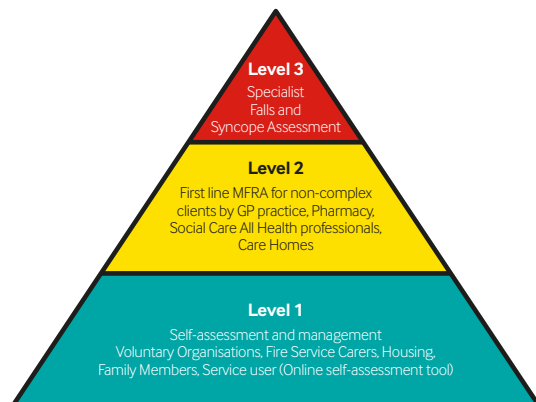 Level 3
Specialist
Falls and
Syncope Assessment
Level 2
First line MFRA for non-complex
clients by GP practice, Pharmacy,
Social Care All Health professionals,
Care Homes
Level 1
Self-assessment and management
Voluntary Organisations, Fire Service Carers, Housing,
Family Members, Service user (Online self-assessment tool)